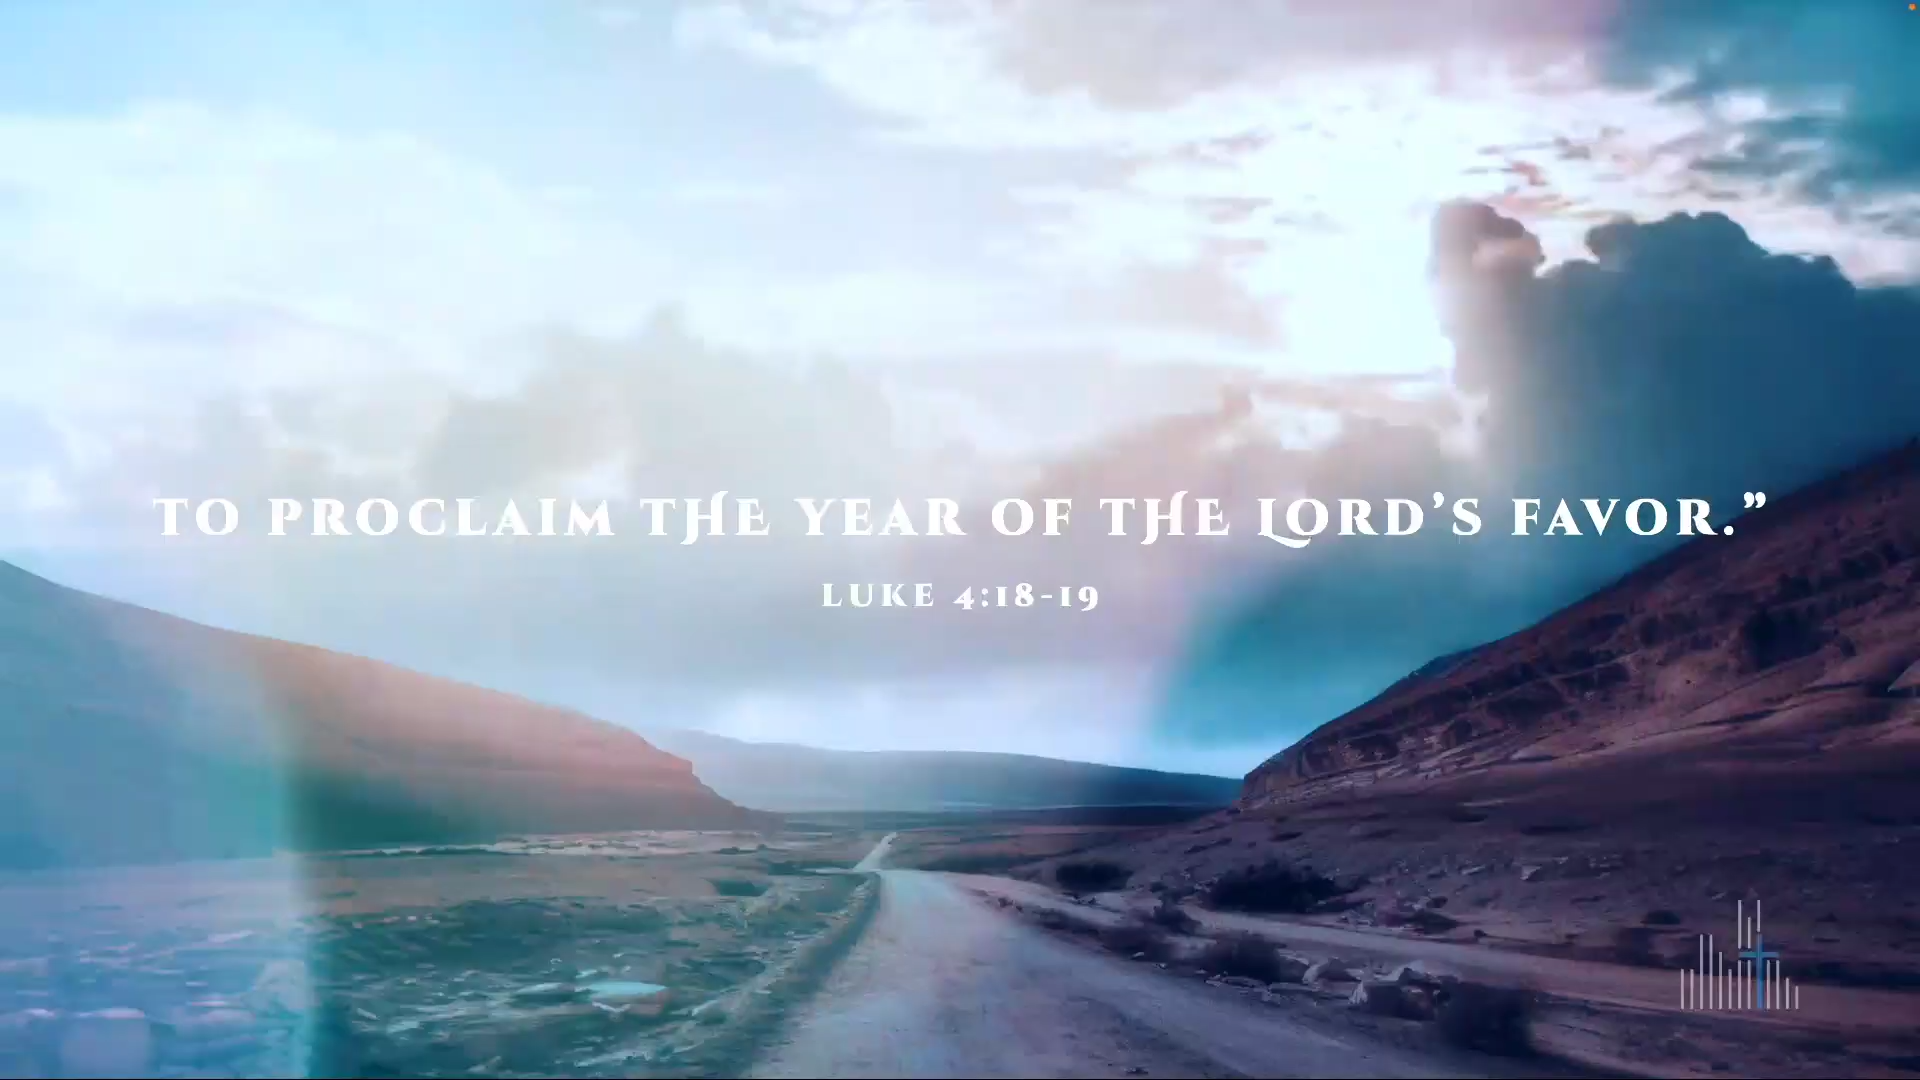 TO PROCLAIM THE YEAR OF THE LORD’S FAVOR.”
LUKE 4:18-19